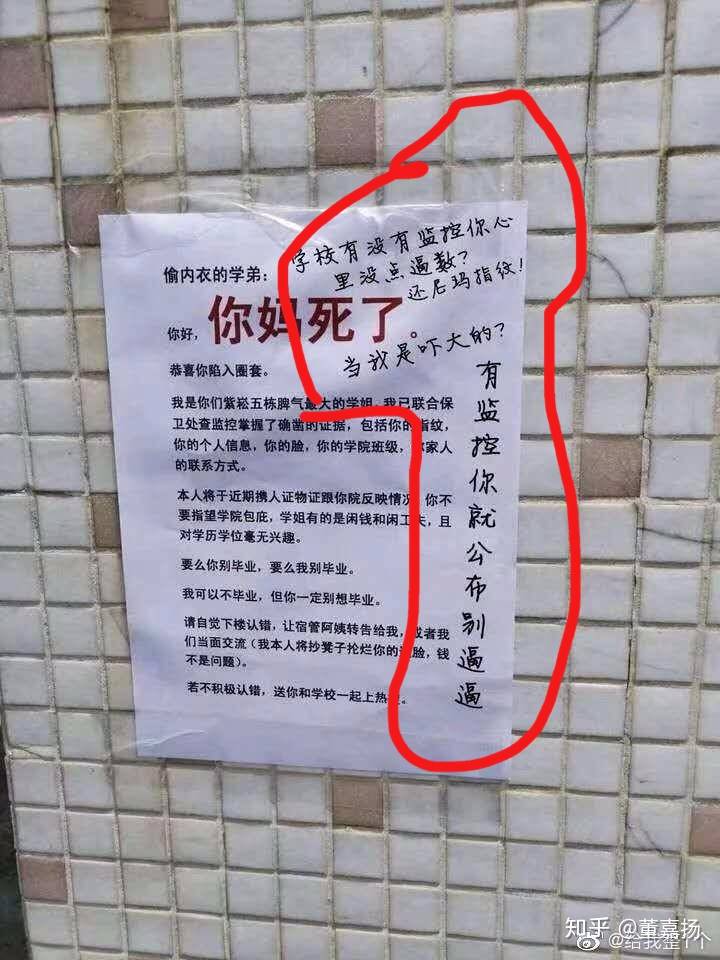 学校有没有监控你心
里没点逼数？
还尼玛指纹！
当我是吓大的？
有监控你就公布别逼逼
偷内衣的学弟：
你好，你妈死了。
恭喜你陷入圈套。
我是你们紫崧五栋脾气最大的学姐，我已联合保
卫处查监控掌握了确凿的证据，包括你的指纹，
你的个人信息，你的脸，你的学院班级，你家人
的联系方式。
本人将于近期携人证物证跟你院反映情况，你不
要指望学院包庇，学姐有的是闲钱和闲工夫，且
对学历学位毫无兴趣。
要么你别毕业，要么我别毕业。
我可以不毕业，但你一定别想毕业。
请自觉下楼认错，让宿管阿姨转告给我，或者我
们当面交流（我本人将抄凳子抡烂你的脸，钱
不是问题）。
若不积极认错，送你和学校一起上热。
知乎 @董嘉扬
@给我整个个